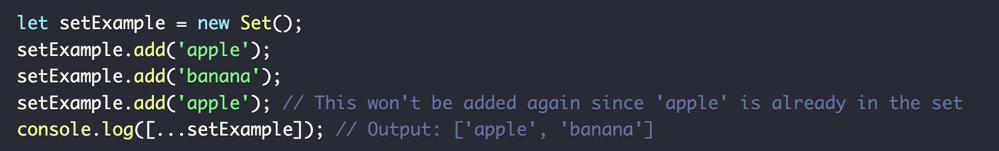 let setExample = new Set();
setExample.add('apple');
setExample.add('banana');
setExample.add('apple'); // This won't be added again since 'apple' is already in the set
console.log([...setExample]); // Output: ['apple', 'banana']